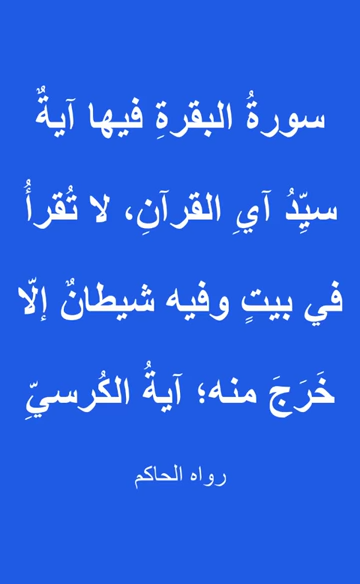 سورةُ البقرةِ فيها آيةٌ
سيِّدُ آيِ القرآنِ، لا تُقرأُ
في بيتٍ وفيه شيطانٌ إلّا
خَرَجَ منه؛ آيةُ الكُرسيِّ
رواه الحاكم